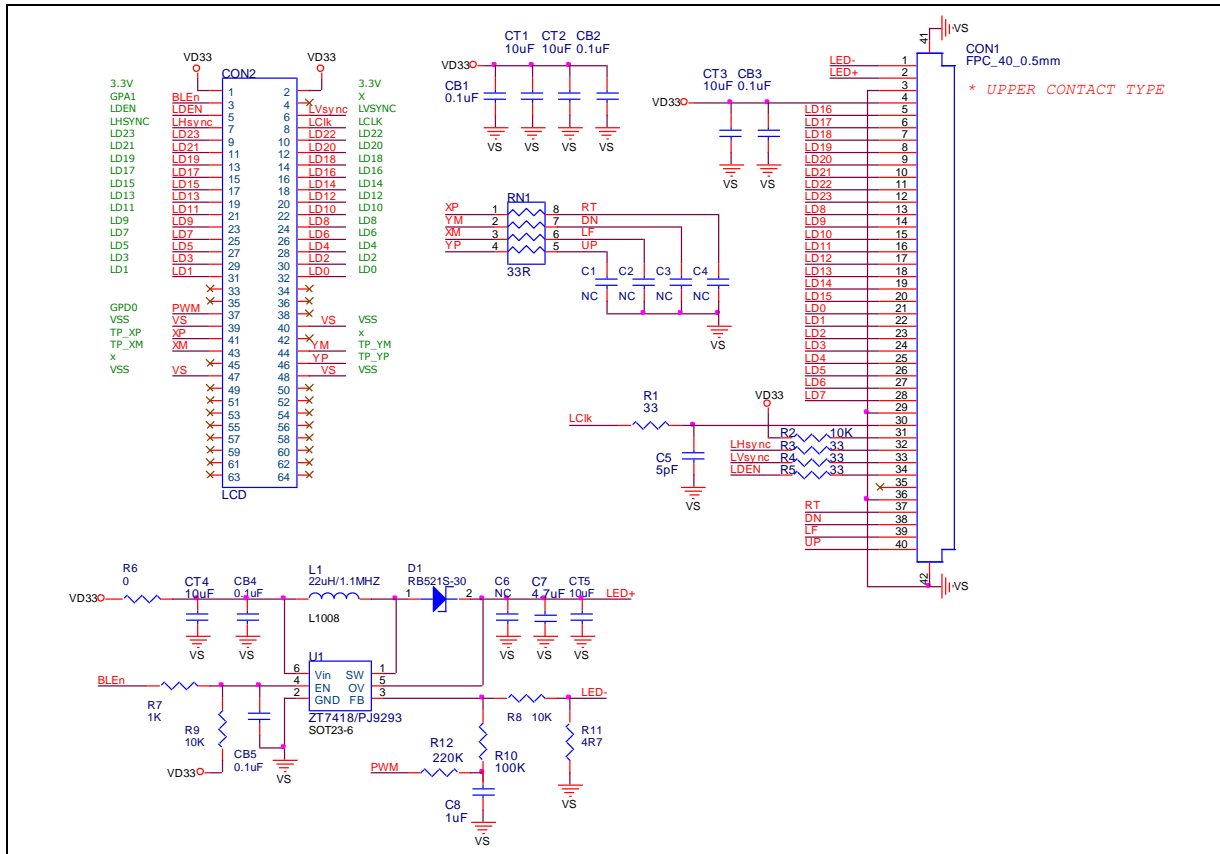 VD33 VD33
CON2
3.3V 1 2 3.3V
GPA1 BLEn 3 4 X
LDEN LDEN 5 6 LVsync LVSYNC
LHSYNC LHsync 7 8 LClk LCLK
LD23 LD23 9 10 LD22 LD22
LD21 LD21 11 12 LD20 LD20
LD19 LD19 13 14 LD18 LD18
LD17 LD17 15 16 LD16 LD16
LD15 LD15 17 18 LD14 LD14
LD13 LD13 19 20 LD12 LD12
LD11 LD11 21 22 LD10 LD10
LD9 LD9 23 24 LD8 LD8
LD7 LD7 25 26 LD6 LD6
LD5 LD5 27 28 LD4 LD4
LD3 LD3 29 30 LD2 LD2
LD1 LD1 31 32 LD0 LD0
33 34
35 36
GPD0 PWM 37 38
VSS VS 39 40 VS VSS
TP_XP XP 41 42 x
TP_XM XM 43 44 YM TP_YM
x 45 46 YP TP_YP
VSS VS 47 48 VS VSS
49 50
51 52
53 54
55 56
57 58
59 60
61 62
63 64
LCD
CT1 CT2 CB2
10uF 10uF 0.1uF
VD33
CB1
0.1uF
VS VS VS VS
CT3 CB3
10uF 0.1uF
VD33
VS VS
RN1
XP 1 8 RT
YM 2 7 DN
XM 3 6 LF
YP 4 5 UP
33R
C1 C2 C3 C4
NC NC NC NC
VS
R1
33
LClk
C5
5pF
VS
VD33
R2 10K
LHsync R3 33
LVsync R4 33
LDEN R5 33
41 VS
CON1
FPC_40_0.5mm
* UPPER CONTACT TYPE
LED- 1
LED+ 2
3
4
LD16 5
LD17 6
LD18 7
LD19 8
LD20 9
LD21 10
LD22 11
LD23 12
LD8 13
LD9 14
LD10 15
LD11 16
LD12 17
LD13 18
LD14 19
LD15 20
LD0 21
LD1 22
LD2 23
LD3 24
LD4 25
LD5 26
LD6 27
LD7 28
29
30
31
32
33
34
35
36
RT 37
DN 38
LF 39
UP 40
42 VS
R6
0
VD33
CT4 CB4
10uF 0.1uF
VS VS
L1
22uH/1.1MHZ
L1008
D1
RB521S-30
1 2
C6 C7 CT5
NC 4.7uF 10uF
LED+
VS VS VS
U1
6 Vin SW 1
4 EN OV 5
2 GND FB 3
ZT7418/PJ9293
SOT23-6
BLEn
R7
1K
R9
10K
CB5
0.1uF
VD33
VS
LED-
R8 10K
R11
4R7
VS
R12
220K
R10
100K
PWM
C8
1uF
VS